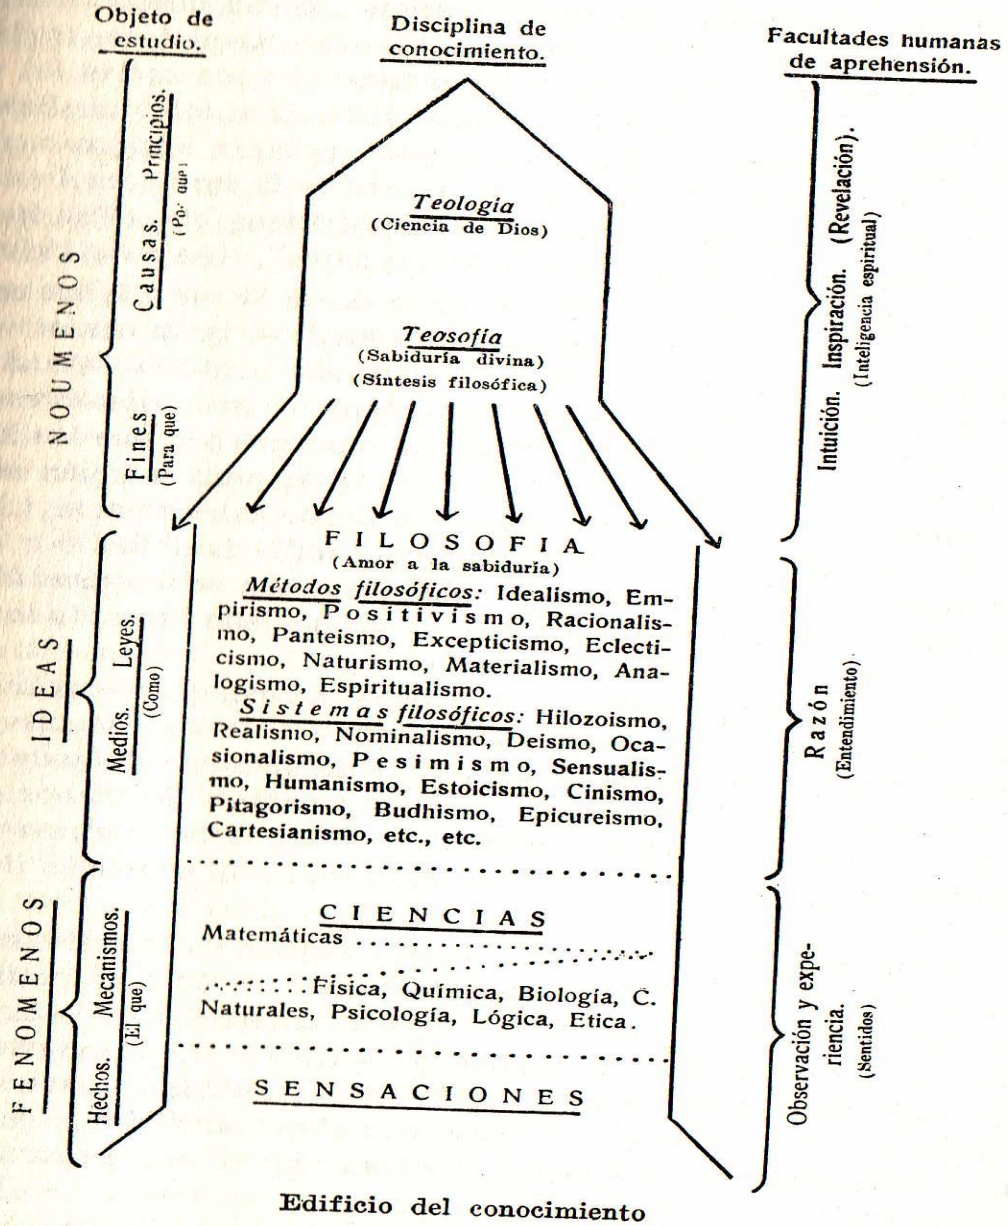 Objeto de
estudio.
Disciplina de
conocimiento.
Facultades humanas
de aprehensión.
NOUMENOS
Causas. Principios.
(Por que)
Fines
(Para que)
IDEAS
Medios. Leyes.
(Como)
FENOMENOS
Hechos. Mecanismos.
(El que)
Teología
(Ciencia de Dios)
Teosofía
(Sabiduría divina)
(Síntesis filosófica)
FILOSOFIA
(Amor a la sabiduría)
Métodos filosóficos: Idealismo, Em-
pirismo, Positivismo, Racionalis-
mo, Panteismo, Excepticismo, Eclecti-
cismo, Naturismo, Materialismo, Ana-
logismo, Espiritualismo.
Sistemas filosóficos: Hilozoismo,
Realismo, Nominalismo, Deismo, Oca-
sionalismo, Pesimismo, Sensualis-
mo, Humanismo, Estoicismo, Cinismo,
Pitagorismo, Budhismo, Epicureismo,
Cartesianismo, etc., etc.
CIENCIAS
Matemáticas
Física, Química, Biología, C.
Naturales, Psicología, Lógica, Etica.
SENSACIONES
Intuición. Inspiración. (Revelación).
(Inteligencia espiritual)
Razón
(Entendimiento)
Observación y expe-
riencia.
(Sentidos)
Edificio del conocimiento